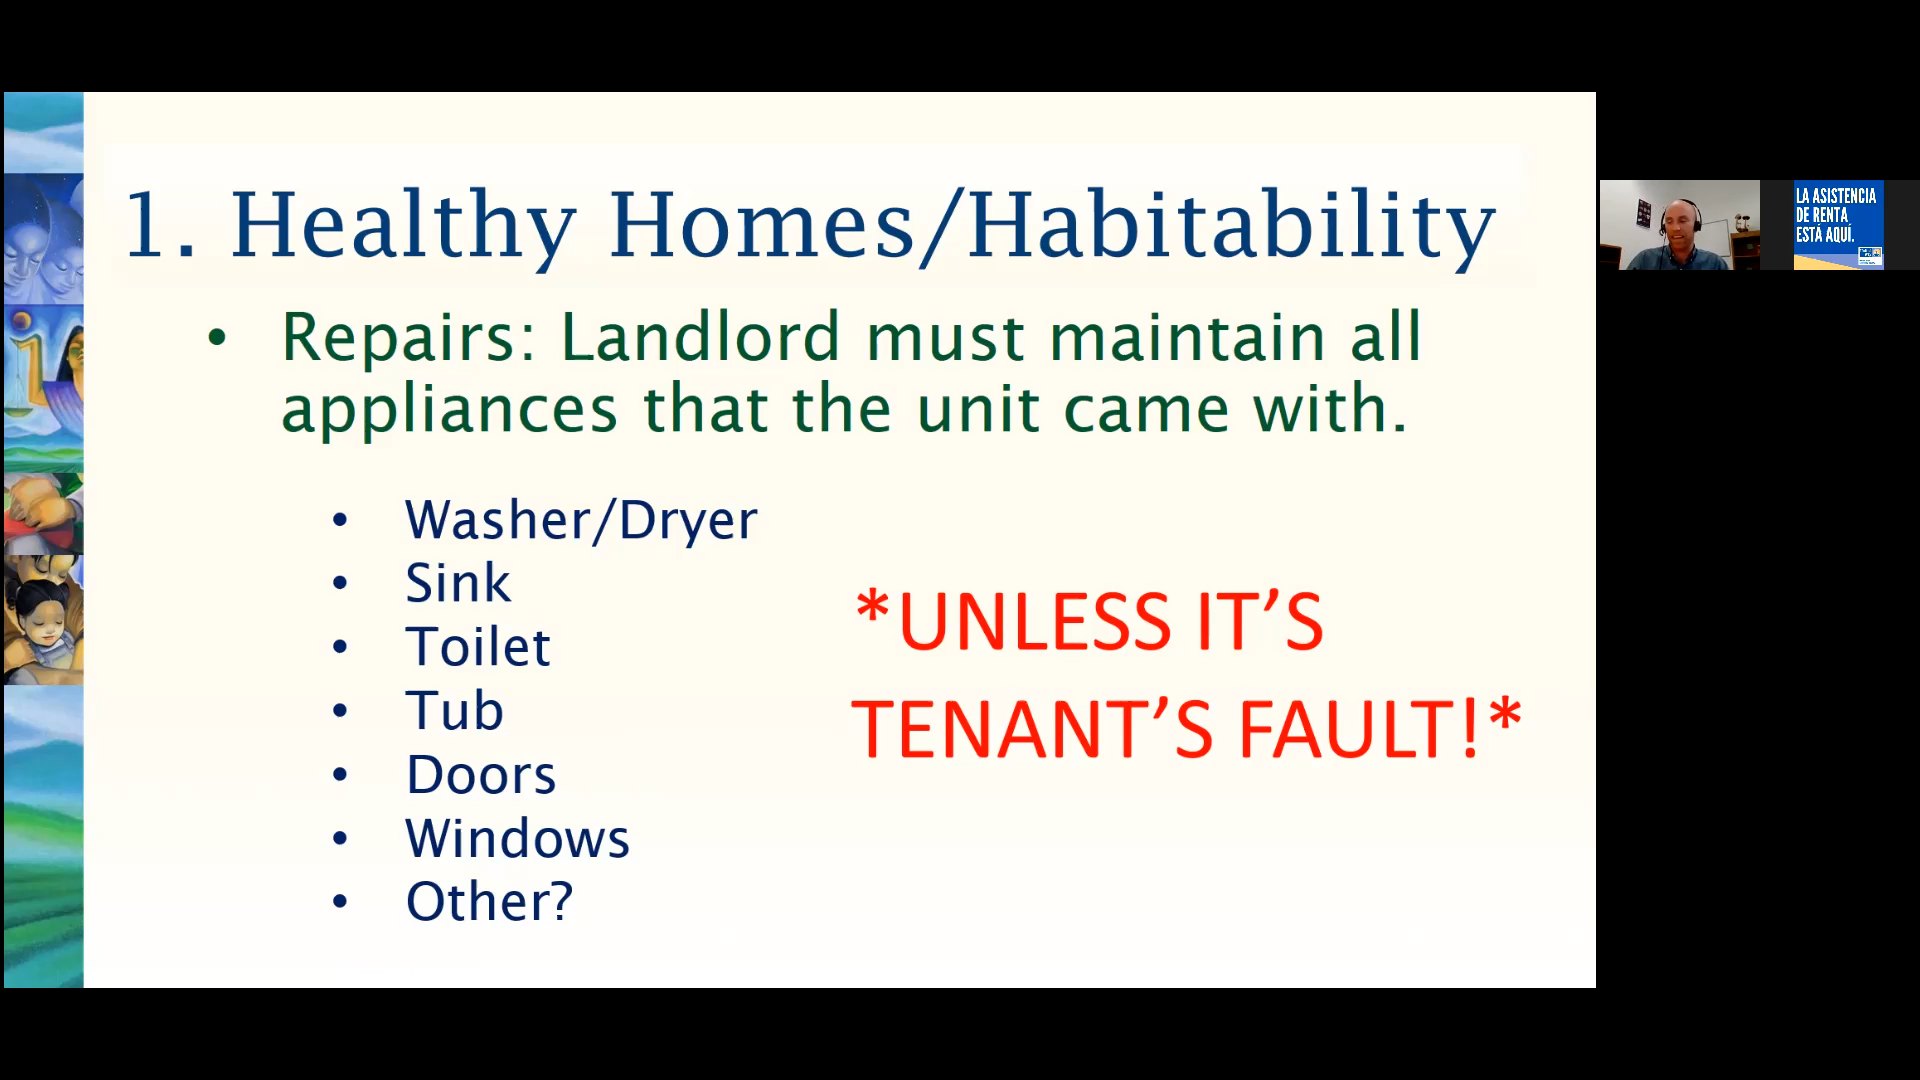 1. Healthy Homes/Habitability
• Repairs: Landlord must maintain all
appliances that the unit came with.
• Washer/Dryer
• Sink
• Toilet
• Tub
• Doors
• Windows
• Other?
*UNLESS IT’S
TENANT’S FAULT!*
LA ASISTENCIA
DE RENTA
ESTÁ AQUÍ.